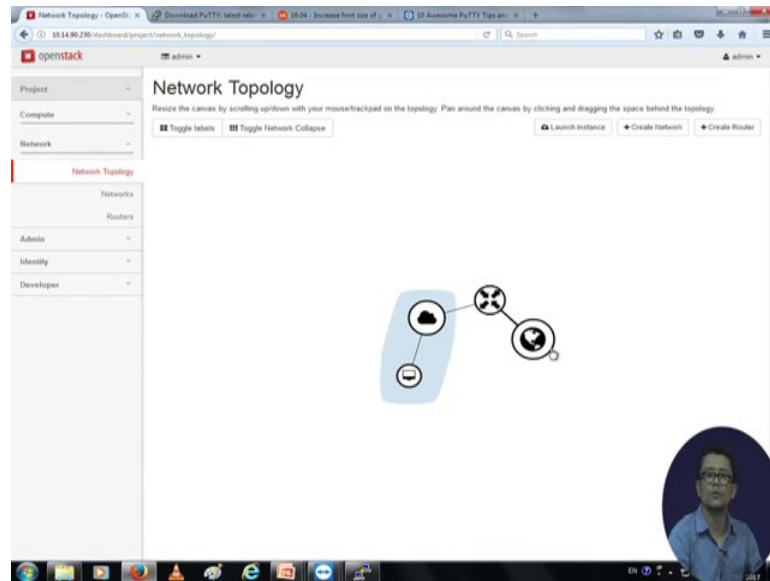 Network Topology - OpenSt
Download PuTTY: latest rele
16.04 - Increase font size of
10 Awesome PuTTY Tips an
10.14.90.230/dashboard/project/network_topology/
Search
openstack
admin
admin
Project
Compute
Network
Network Topology
Networks
Routers
Admin
Identity
Developer
Network Topology
Resize the canvas by scrolling up/down with your mouse/trackpad on the topology. Pan around the canvas by clicking and dragging the space behind the topology.
Toggle labels
Toggle Network Collapse
Launch Instance
+ Create Network
+ Create Router
EN